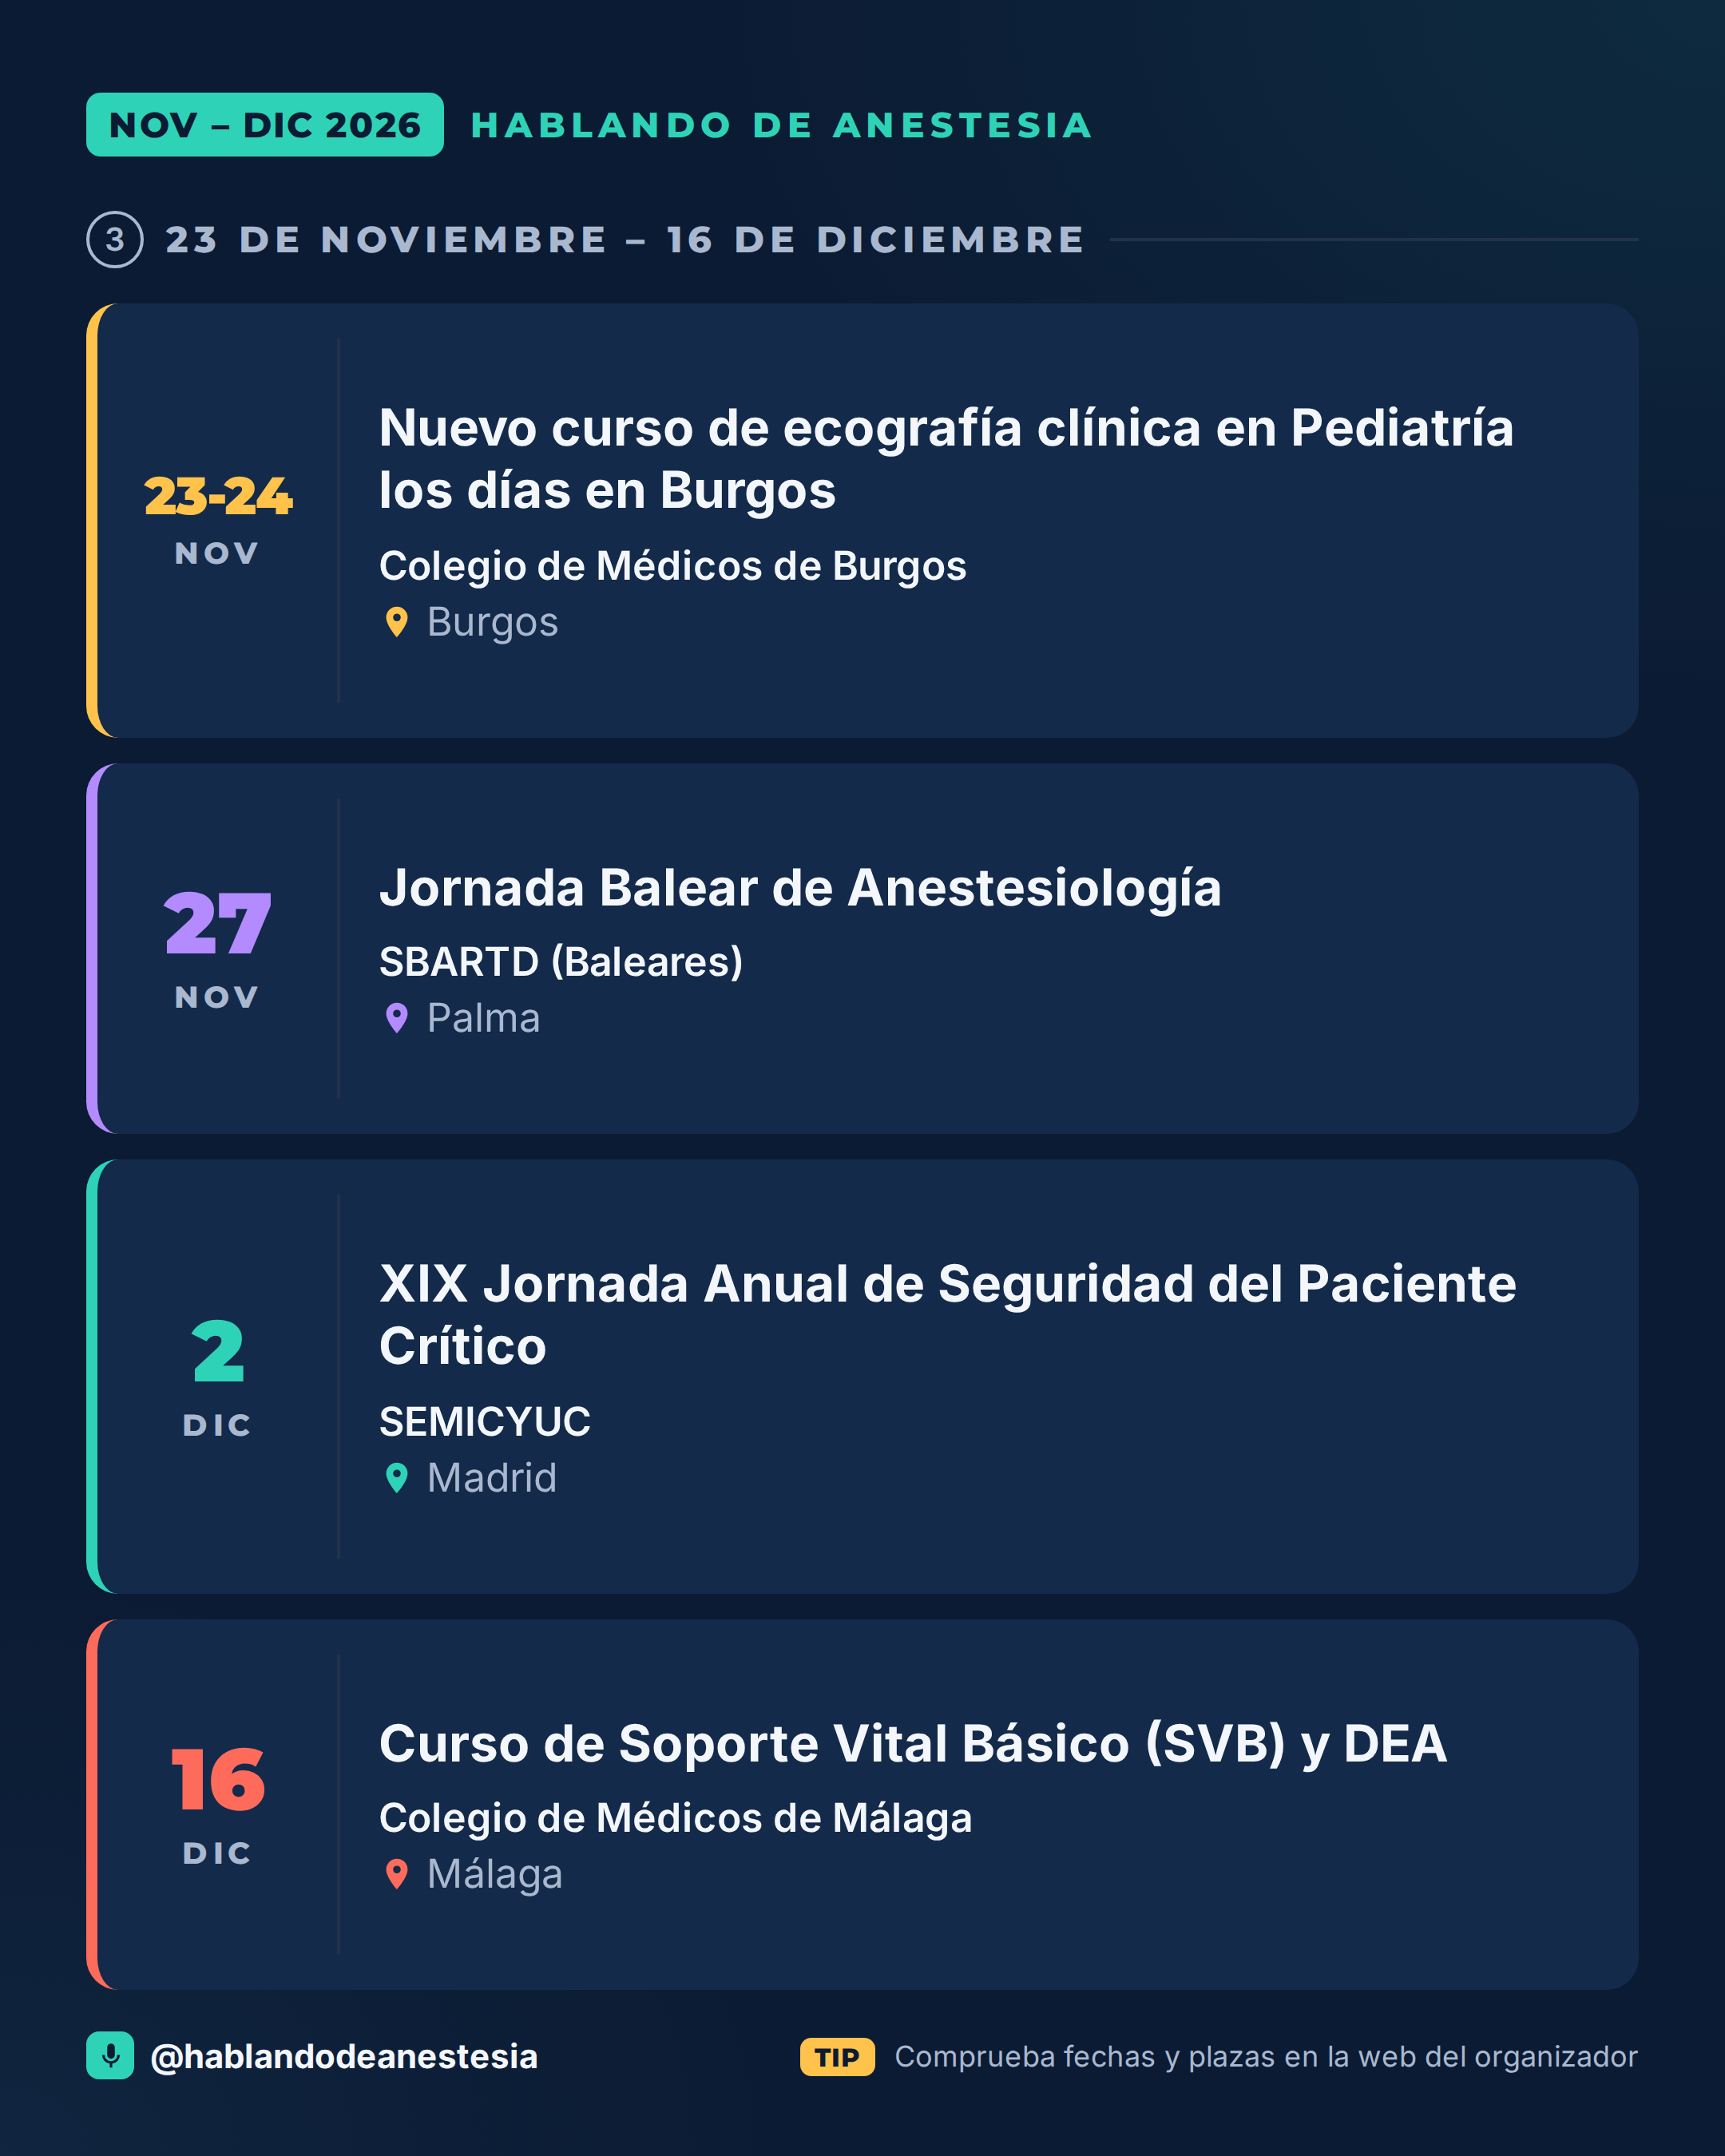 NOV – DIC 2026 HABLANDO DE ANESTESIA
3 23 DE NOVIEMBRE – 16 DE DICIEMBRE
23-24
NOV
Nuevo curso de ecografía clínica en Pediatría
los días en Burgos
Colegio de Médicos de Burgos
Burgos
27
NOV
Jornada Balear de Anestesiología
SBARTD (Baleares)
Palma
2
DIC
XIX Jornada Anual de Seguridad del Paciente
Crítico
SEMICYUC
Madrid
16
DIC
Curso de Soporte Vital Básico (SVB) y DEA
Colegio de Médicos de Málaga
Málaga
@hablandodeanestesia
TIP Comprueba fechas y plazas en la web del organizador